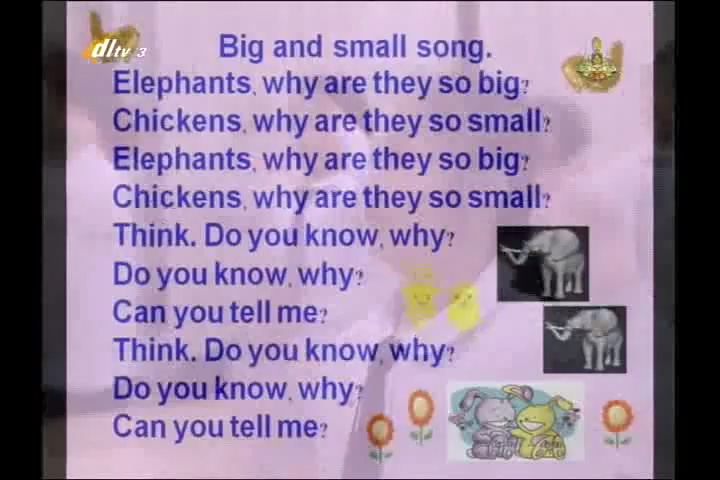 dltv 3
Big and small song.
Elephants, why are they so big?
Chickens, why are they so small?
Elephants, why are they so big?
Chickens, why are they so small?
Think. Do you know, why?
Do you know, why?
Can you tell me?
Think. Do you know, why?
Do you know, why?
Can you tell me?